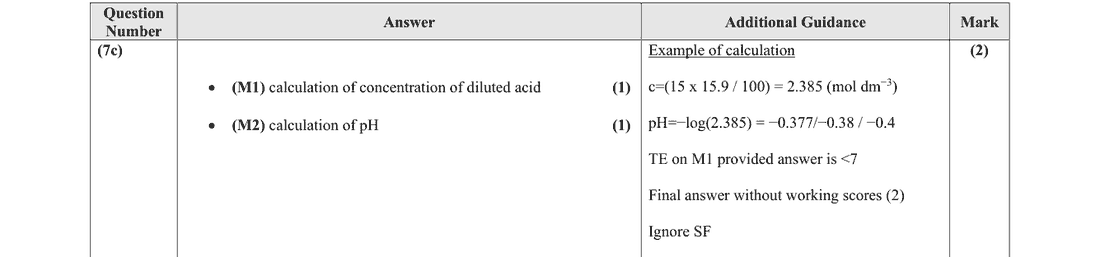 Question Number
Answer
Additional Guidance
Mark
(7c)
Example of calculation
(2)
• (M1) calculation of concentration of diluted acid (1)
c=(15 x 15.9 / 100) = 2.385 (mol dm⁻³)
• (M2) calculation of pH (1)
pH=−log(2.385) = −0.377/−0.38 / −0.4
TE on M1 provided answer is <7
Final answer without working scores (2)
Ignore SF